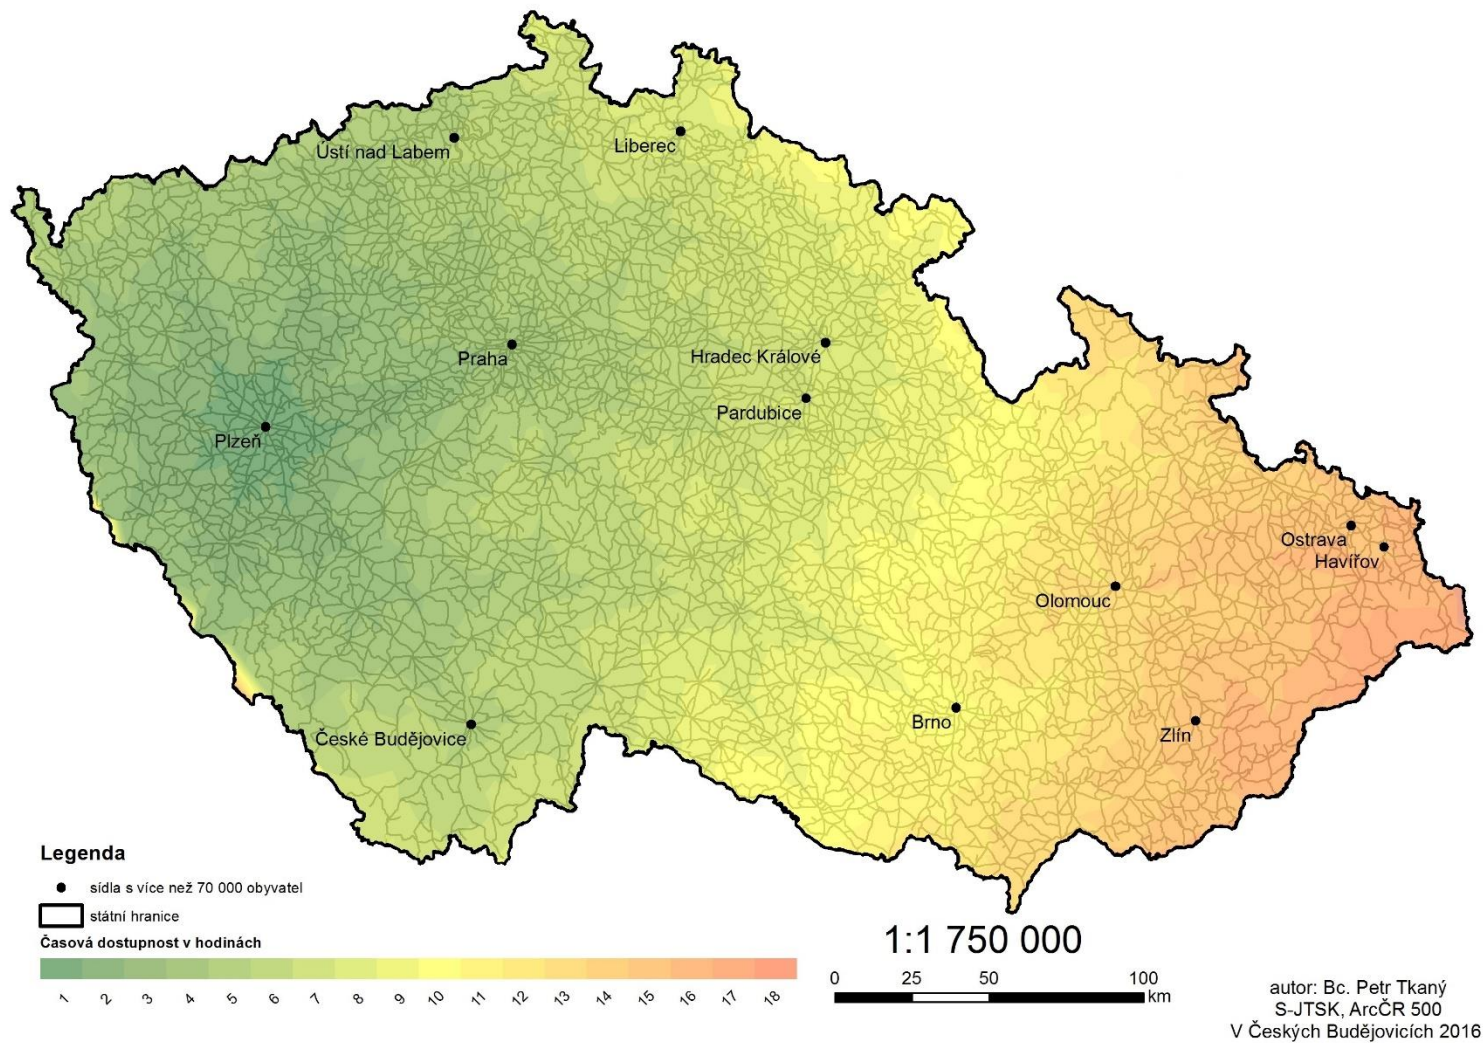 Ústí nad Labem
Liberec
Praha
Hradec Králové
Pardubice
Plzeň
Ostrava
Havířov
Olomouc
Brno
Zlín
České Budějovice
Legenda
sídla s více než 70 000 obyvatel
státní hranice
Časová dostupnost v hodinách
1 2 3 4 5 6 7 8 9 10 11 12 13 14 15 16 17 18
1:1 750 000
0 25 50 100
km
autor: Bc. Petr Tkaný
S-JTSK, ArcČR 500
V Českých Budějovicích 2016